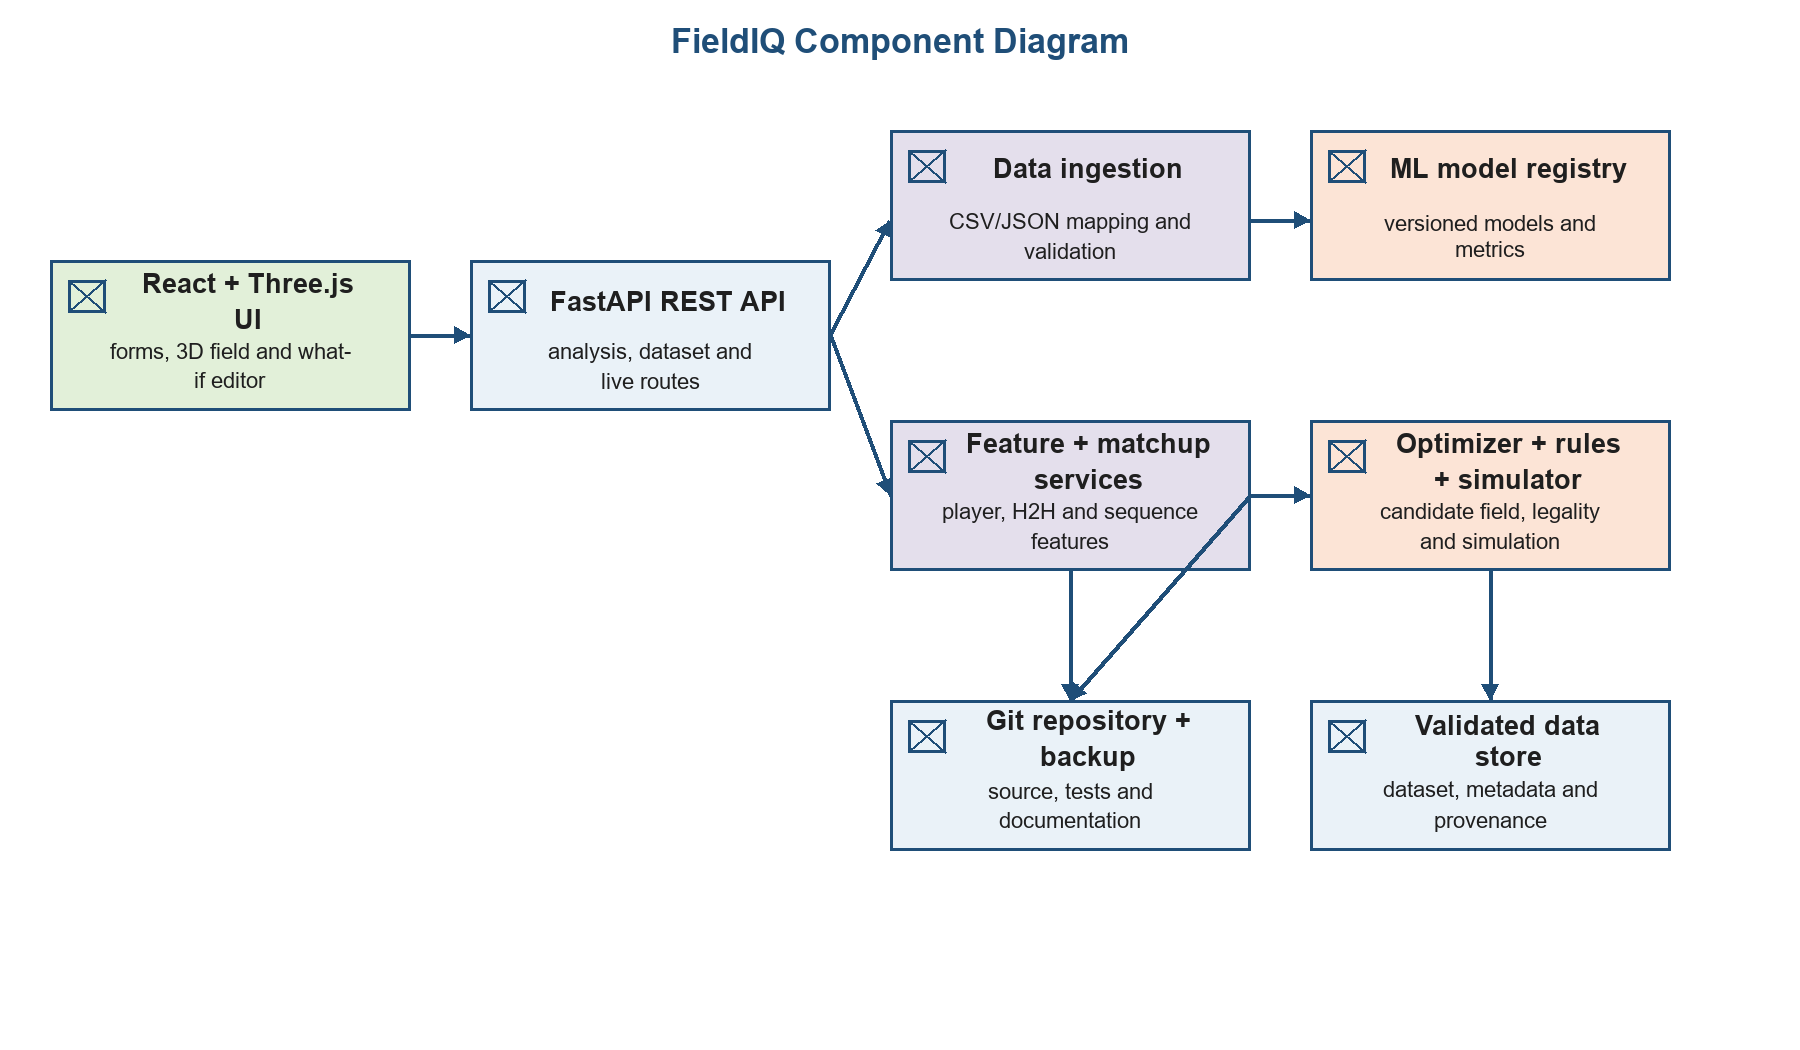 FieldIQ Component Diagram
Data ingestion
CSV/JSON mapping and
validation
ML model registry
versioned models and
metrics
React + Three.js
UI
forms, 3D field and what-
if editor
FastAPI REST API
analysis, dataset and
live routes
Feature + matchup
services
player, H2H and sequence
features
Optimizer + rules
+ simulator
candidate field, legality
and simulation
Git repository +
backup
source, tests and
documentation
Validated data
store
dataset, metadata and
provenance